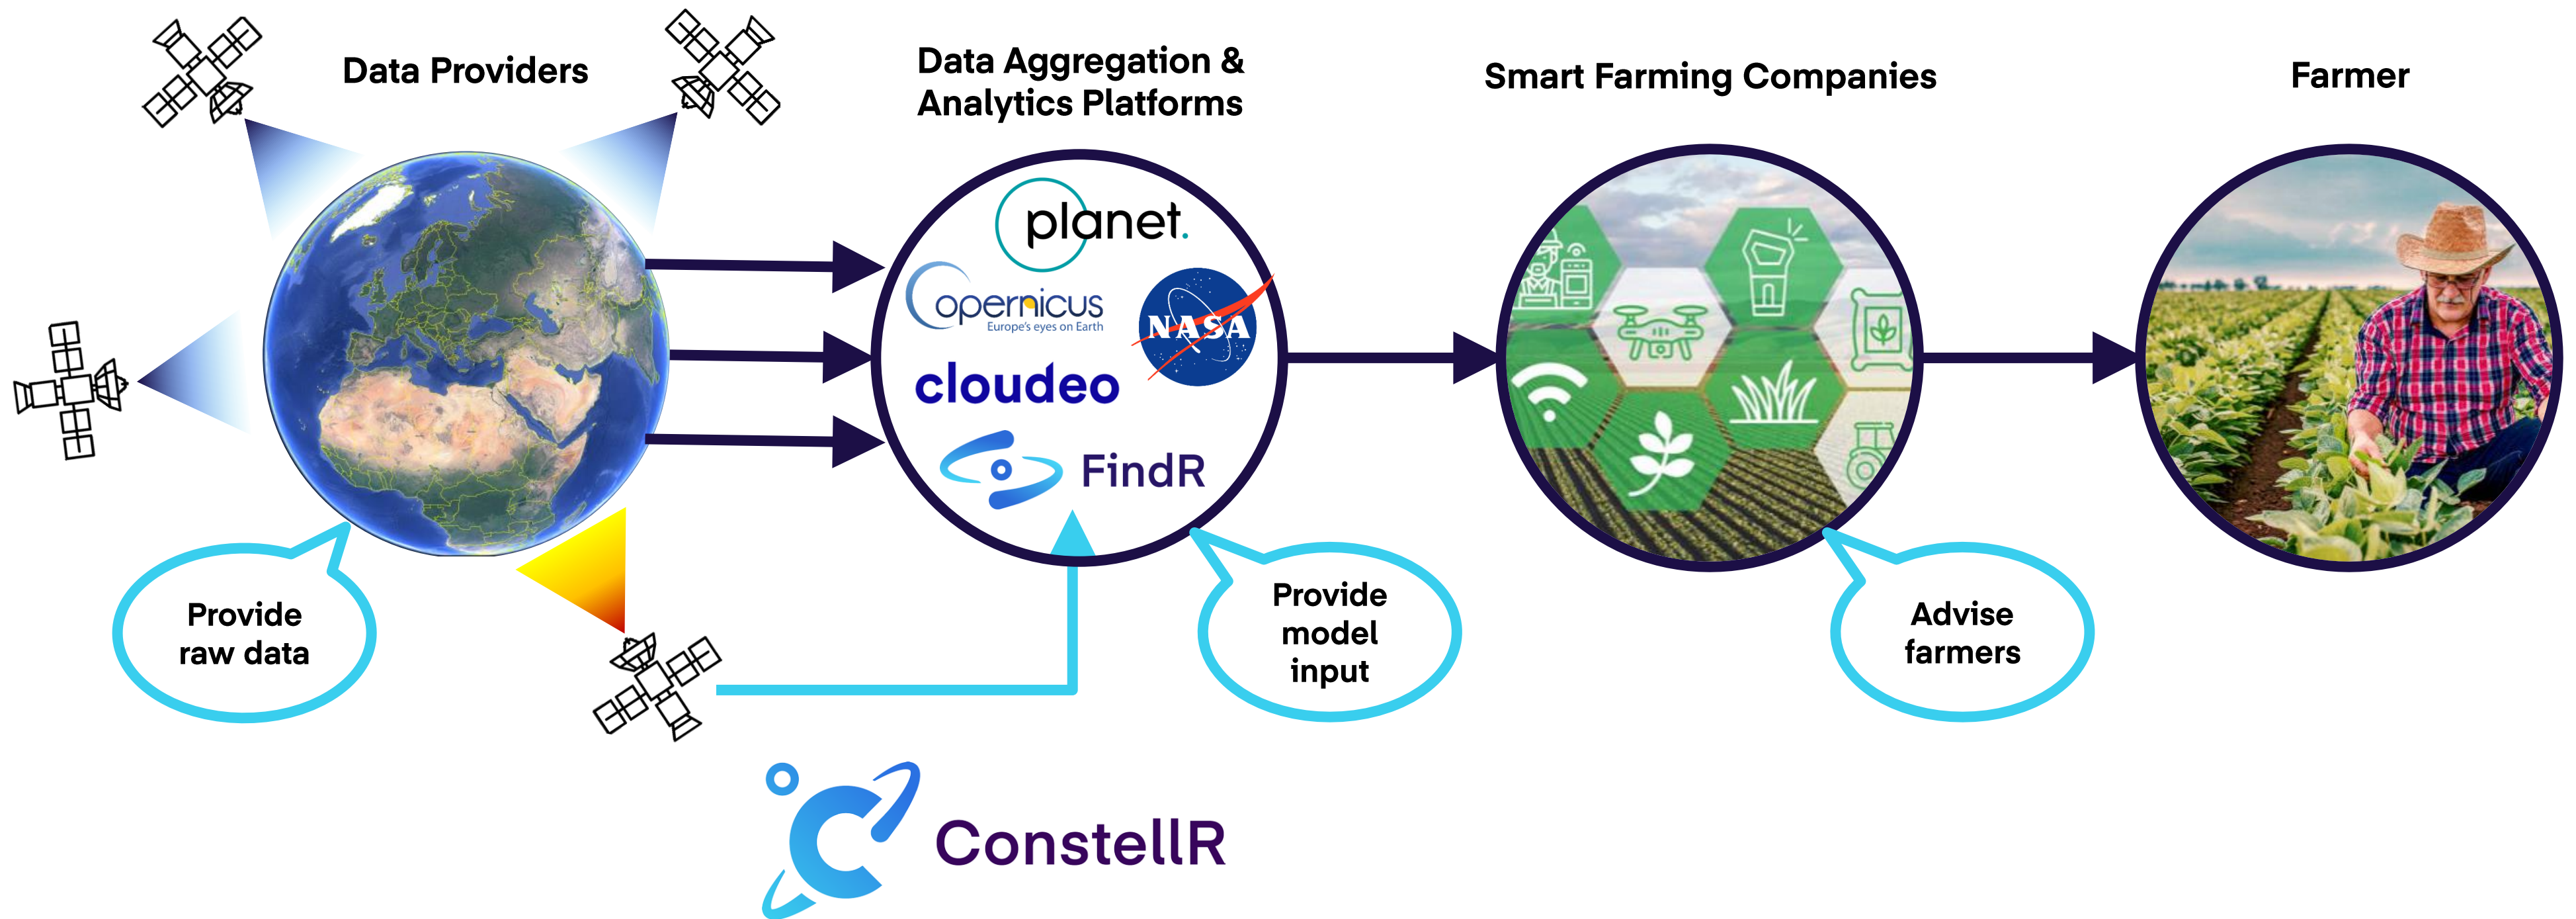 Data Providers
Data Aggregation &
Analytics Platforms
Smart Farming Companies
Farmer
planet.
Copernicus
Europe's eyes on Earth
NASA
cloudeo
FindR
Provide
raw data
Provide
model
input
Advise
farmers
ConstellR